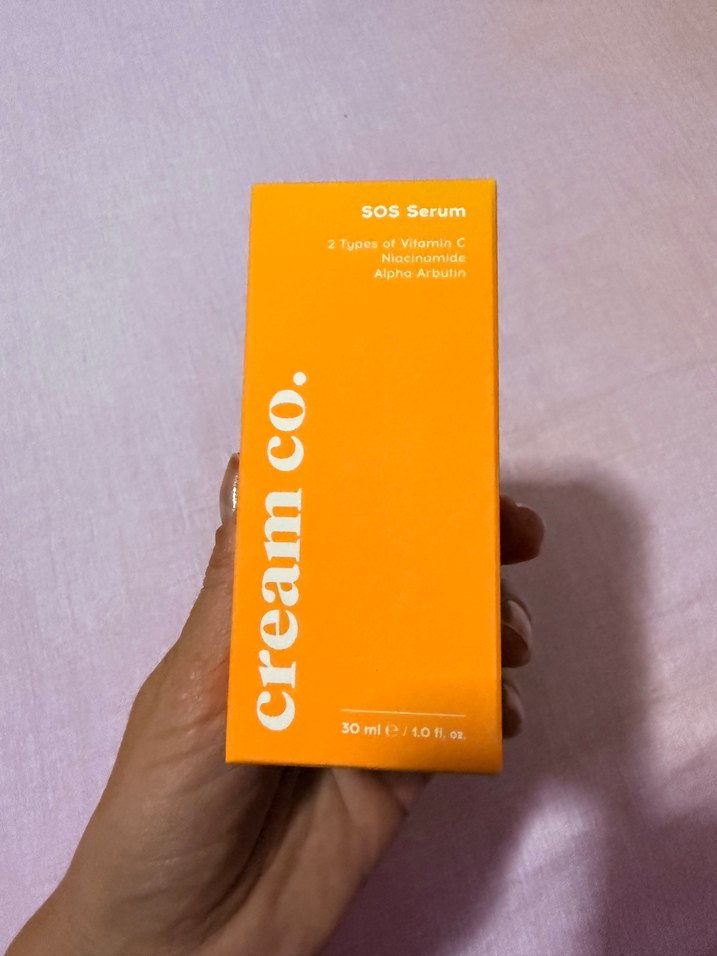 SOS Serum
2 Types of Vitamin C
Niacinamide
Alpha Arbutin
cream co.
30 ml ℮ / 1.0 fl. oz.